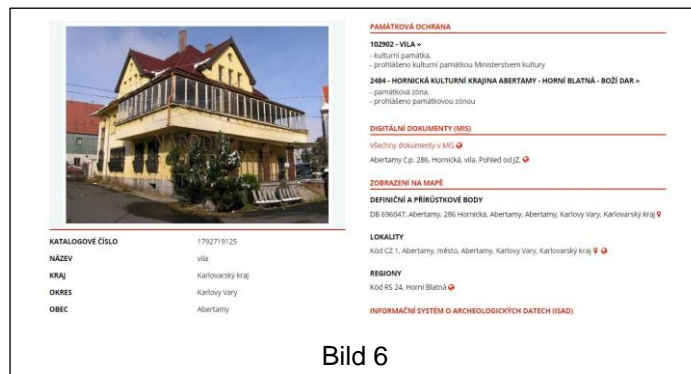 NÁRODNÍ
KATALOGOVÉ ČÍSLO 1792719125
NÁZEV vila
KRAJ Karlovarský kraj
OKRES Karlovy Vary
OBEC Abertamy
PAMÁTKOVÁ OCHRANA
102902 - VILA »
- kulturní památka,
- prohlášeno kulturní památkou Ministerstvem kultury
2484 - HORNICKÁ KULTURNÍ KRAJINA ABERTAMY - HORNÍ BLATNÁ - BOŽÍ DAR »
- památková zóna,
- prohlášeno památkovou zónou
DIGITÁLNÍ DOKUMENTY (MIS)
Všechny dokumenty v MIS
Abertamy č.p. 286, Hornická, vila. Pohled od JZ.
ZOBRAZENÍ NA MAPĚ
DEFINIČNÍ A PŘÍRŮSTKOVÉ BODY
DB 696047, Abertamy, 286 Hornická, Abertamy, Abertamy, Karlovy Vary, Karlovarský kraj
LOKALITY
Kód CZ 1, Abertamy, město, Abertamy, Karlovy Vary, Karlovarský kraj
REGIONY
Kód RS 24, Horní Blatná
INFORMAČNÍ SYSTÉM O ARCHEOLOGICKÝCH DATECH (ISAD)
Bild 6